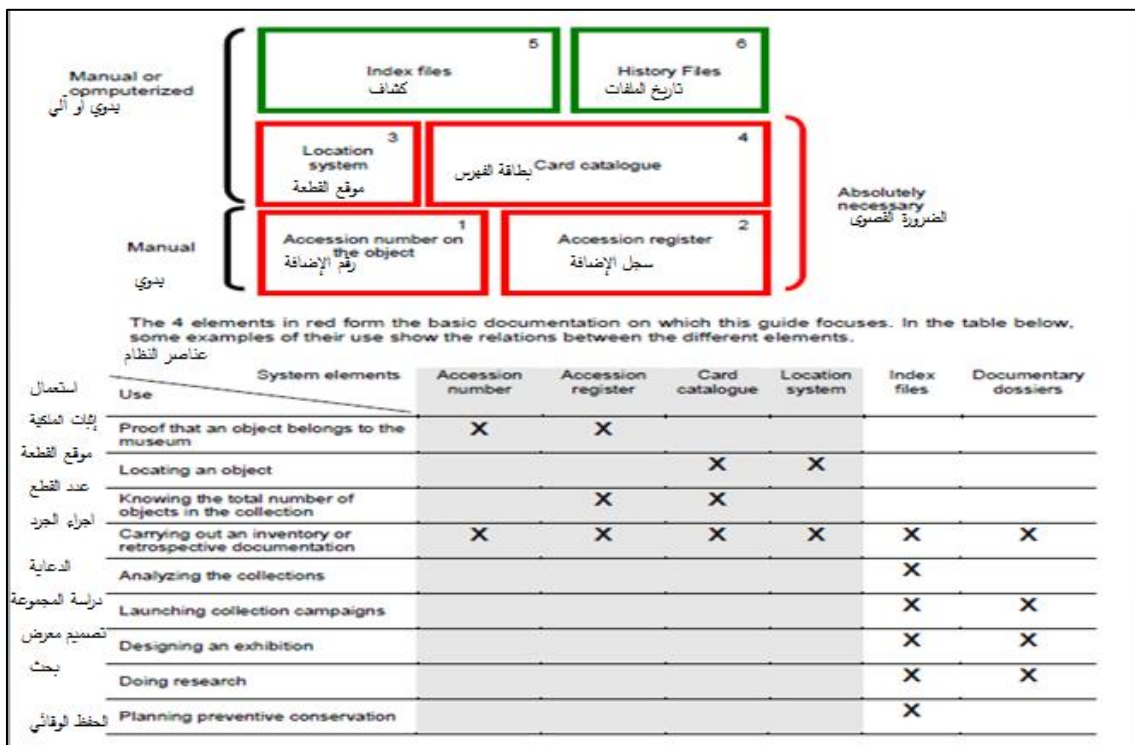 5
Index files
كشاف
6
History Files
تاريخ الملفات
Manual or
opmputerized
يدوي أو آلي
3
Location
system
موقع القطعة
4
Card catalogue
بطاقة الفهرس
Absolutely
necessary
الضرورة القصوى
1
Accession number on
the object
رقم الإضافة
2
Accession register
سجل الإضافة
Manual
يدوي
The 4 elements in red form the basic documentation on which this guide focuses. In the table below,
some examples of their use show the relations between the different elements.
عناصر النظام
استعمال
System elements
Use
Accession number
Accession register
Card catalogue
Location system
Index files
Documentary dossiers
إثبات الملكية
Proof that an object belongs to the
museum X X
موقع القطعة
Locating an object X X
عدد القطع
Knowing the total number of
objects in the collection X X
اجراء الجرد
Carrying out an inventory or
retrospective documentation X X X X X X
الدعاية
Analyzing the collections X
دراسة المجموعة
Launching collection campaigns X X
تصميم معرض
Designing an exhibition X X
بحث
Doing research X X
الحفظ الوقائي
Planning preventive conservation X